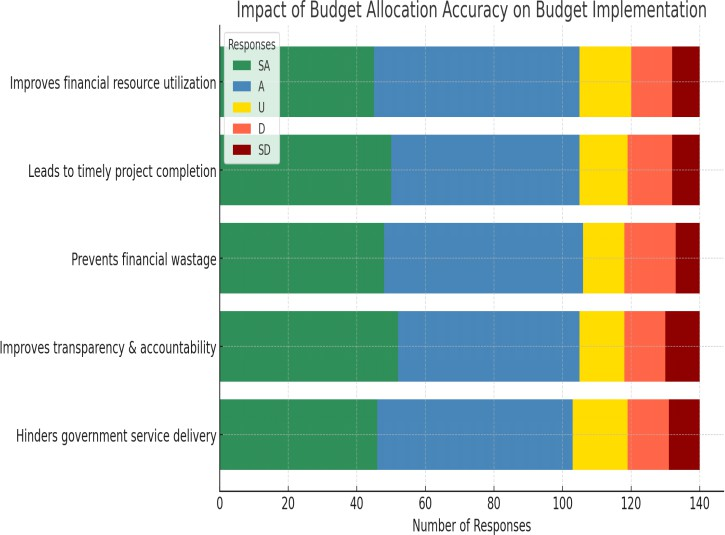 Impact of Budget Allocation Accuracy on Budget Implementation
Responses
SA
A
U
D
SD
Improves financial resource utilization
Leads to timely project completion
Prevents financial wastage
Improves transparency & accountability
Hinders government service delivery
0 20 40 60 80 100 120 140
Number of Responses